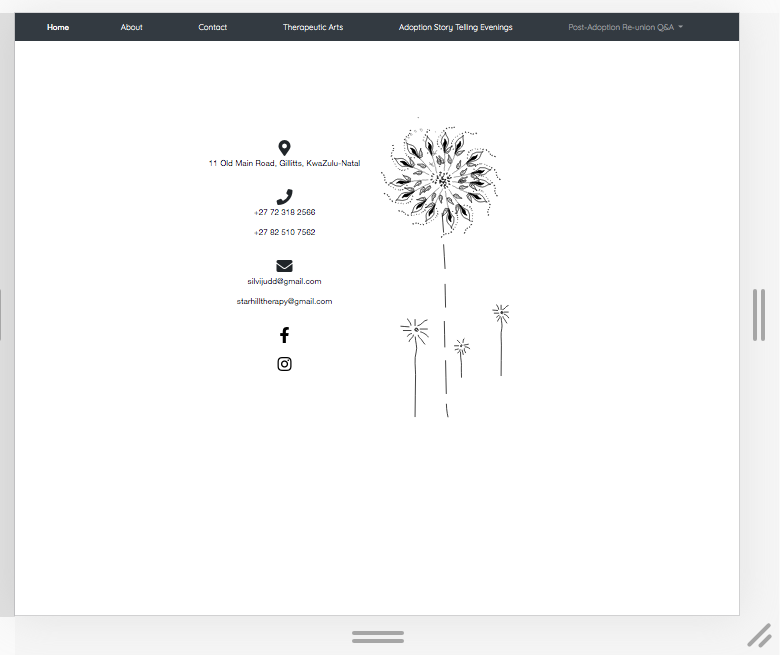 Home About Contact Therapeutic Arts Adoption Story Telling Evenings Post-Adoption Re-union Q&A
11 Old Main Road, Gillitts, KwaZulu-Natal
+27 72 318 2566
+27 82 510 7562
silvijudd@gmail.com
starhilltherapy@gmail.com